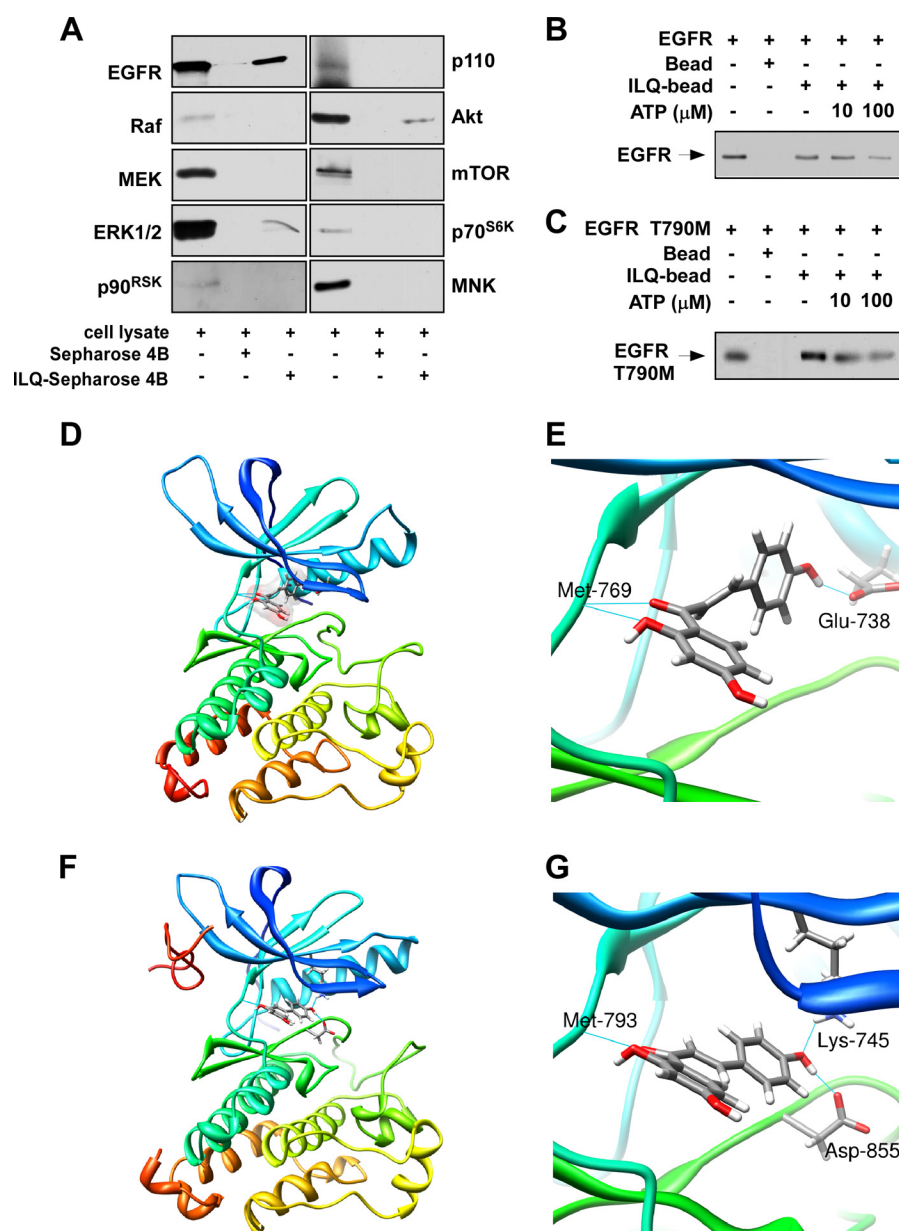 A
EGFR
p110
Raf
Akt
MEK
mTOR
ERK1/2
p70S6K
p90RSK
MNK
cell lysate + + + + + +
Sepharose 4B - + - - + -
ILQ-Sepharose 4B - - + - - +
B
EGFR + + + + +
Bead - + - - -
ILQ-bead - - + + +
ATP (μM) - - - 10 100
EGFR
C
EGFR T790M + + + + +
Bead - + - - -
ILQ-bead - - + + +
ATP (μM) - - - 10 100
EGFR
T790M
D
E
Met-769
Glu-738
F
G
Met-793
Lys-745
Asp-855